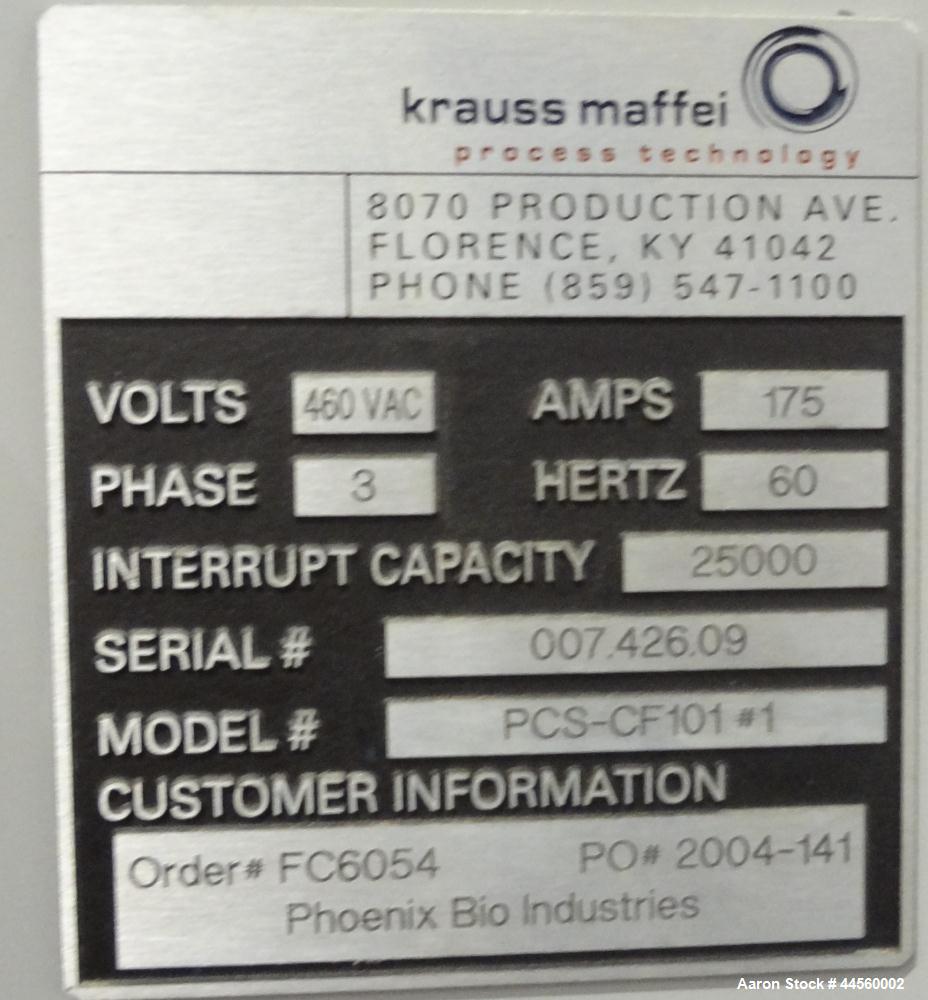 krauss maffei
process technology
8070 PRODUCTION AVE.
FLORENCE, KY 41042
PHONE (859) 547-1100
VOLTS 460 VAC AMPS 175
PHASE 3 HERTZ 60
INTERRUPT CAPACITY 25000
SERIAL # 007.426.09
MODEL # PCS-CF101 #1
CUSTOMER INFORMATION
Order# FC6054 PO# 2004-141
Phoenix Bio Industries
Aaron Stock # 44560002